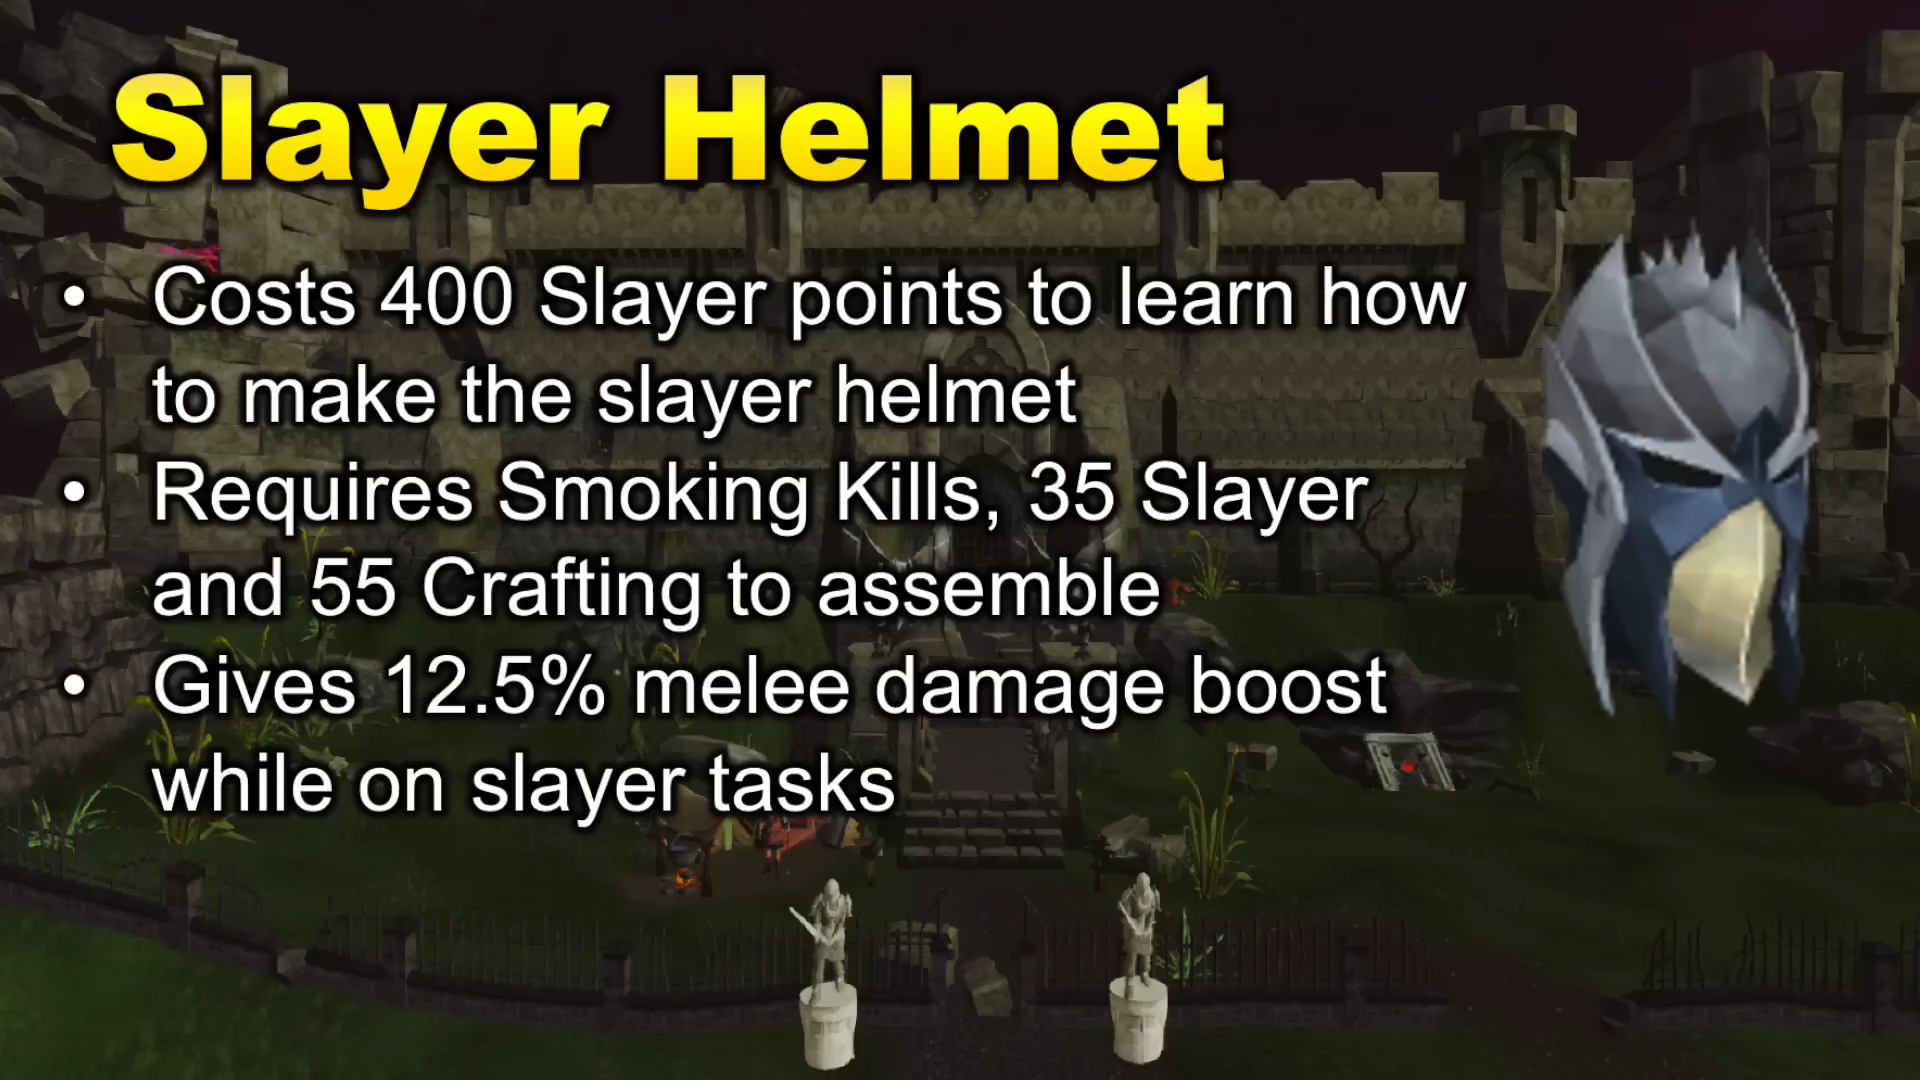 Slayer Helmet
• Costs 400 Slayer points to learn how
to make the slayer helmet
• Requires Smoking Kills, 35 Slayer
and 55 Crafting to assemble
• Gives 12.5% melee damage boost
while on slayer tasks